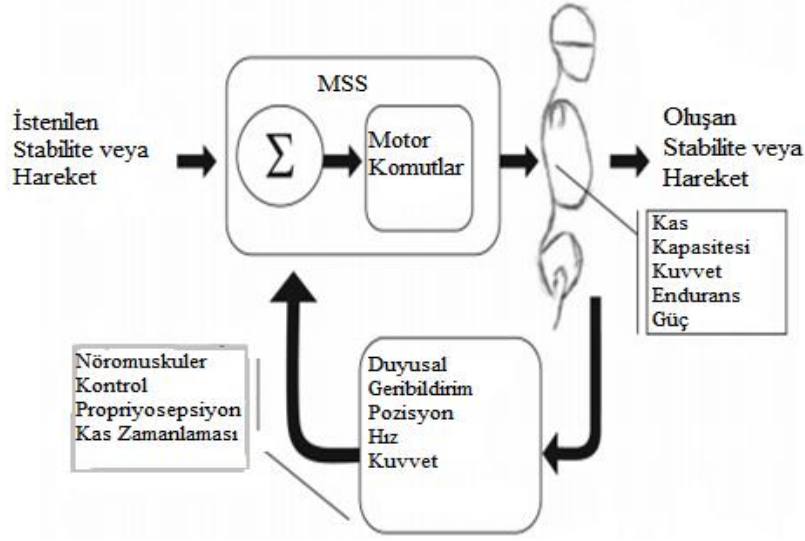 MSS
İstenilen
Stabilite veya
Hareket
Σ
Motor
Komutlar
Oluşan
Stabilite veya
Hareket
Kas
Kapasitesi
Kuvvet
Endurans
Güç
Nöromuskuler
Kontrol
Propriyosepsiyon
Kas Zamanlaması
Duyusal
Geribildirim
Pozisyon
Hız
Kuvvet